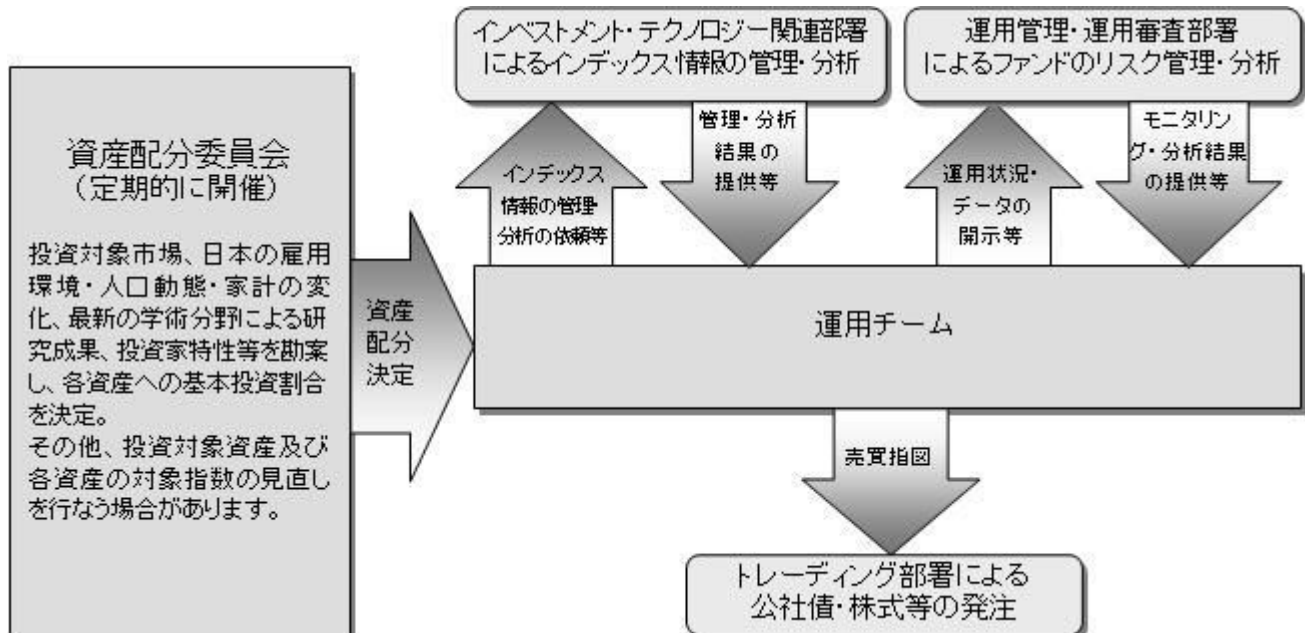 資産配分委員会
(定期的に開催)
投資対象市場、日本の雇用
環境・人口動態・家計の変
化、最新の学術分野による研
究成果、投資家特性等を勘案
し、各資産への基本投資割合
を決定。
その他、投資対象資産及び
各資産の対象指数の見直し
を行なう場合があります。
資産
配分
決定
インベストメント・テクノロジー関連部署
によるインデックス情報の管理・分析
インデックス
情報の管理・
分析の依頼等
管理・分析
結果の
提供等
運用管理・運用審査部署
によるファンドのリスク管理・分析
運用状況・
データの
開示等
モニタリン
グ・分析結果
の提供等
運用チーム
売買指図
トレーディング部署による
公社債・株式等の発注